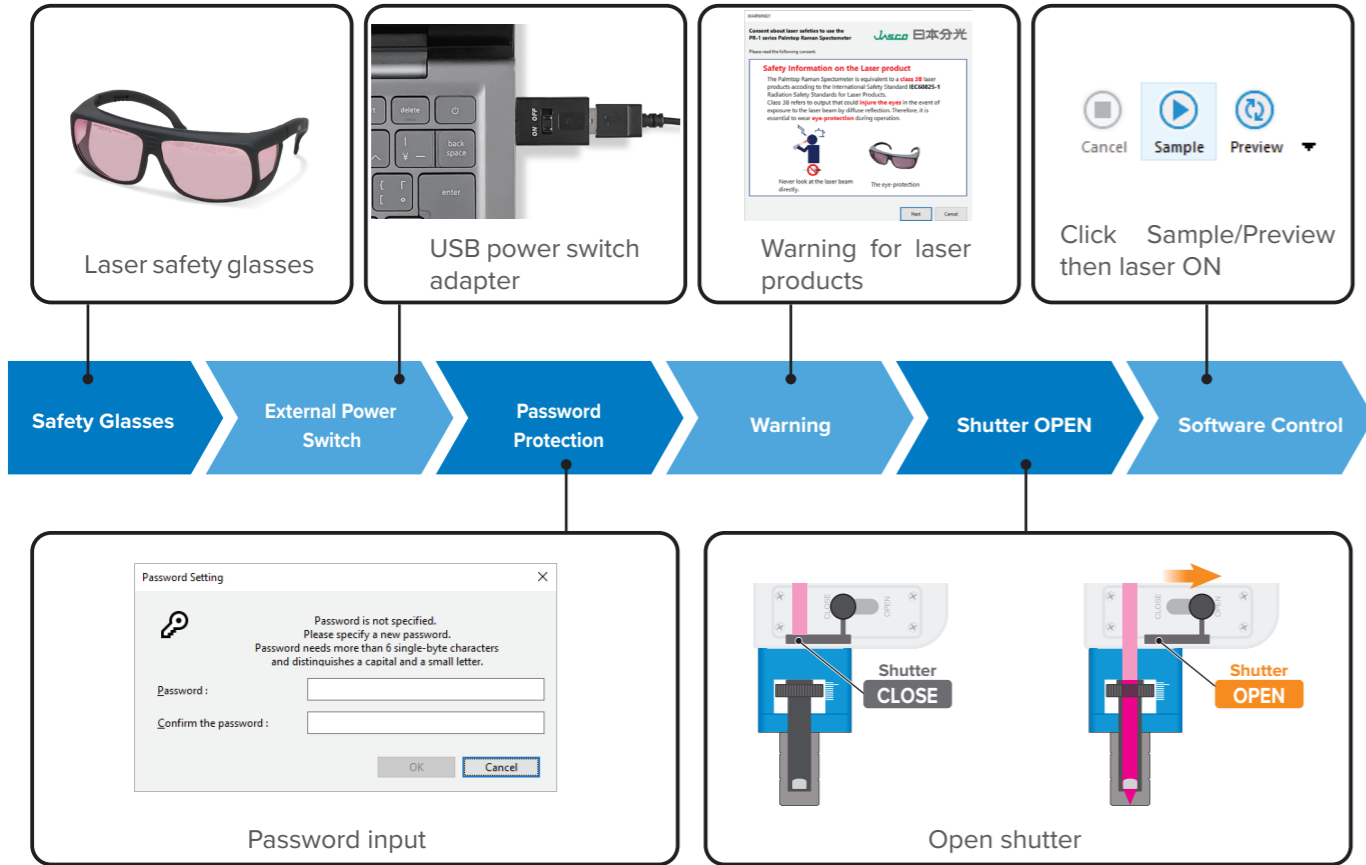 Laser safety glasses
delete
back
space
enter
ON OFF
USB power switch
adapter
WARNING!!
Consent about laser safeties to use the
PR-1 series Palmtop Raman Spectometer
Jasco 日本分光
Please read the following consent.
Safety Information on the Laser product
The Palmtop Raman Spectometer is equivalent to a class 3B laser
products accoding to the International Safety Standard IEC60825-1
Radiation Safety Standards for Laser Products.
Class 3B refers to output that could injure the eyes in the event of
exposure to the laser beam by diffuse reflection. Therefore, it is
essential to wear eye-protection during operation.
Never look at the laser beam
directly.
The eye-protection
Next Cancel
Warning for laser
products
Cancel Sample Preview
Click Sample/Preview
then laser ON
Safety Glasses
External Power
Switch
Password
Protection
Warning
Shutter OPEN
Software Control
Password Setting
Password is not specified.
Please specify a new password.
Password needs more than 6 single-byte characters
and distinguishes a capital and a small letter.
Password :
Confirm the password :
OK Cancel
Password input
CLOSE OPEN
Shutter
CLOSE
CLOSE OPEN
Shutter
OPEN
Open shutter